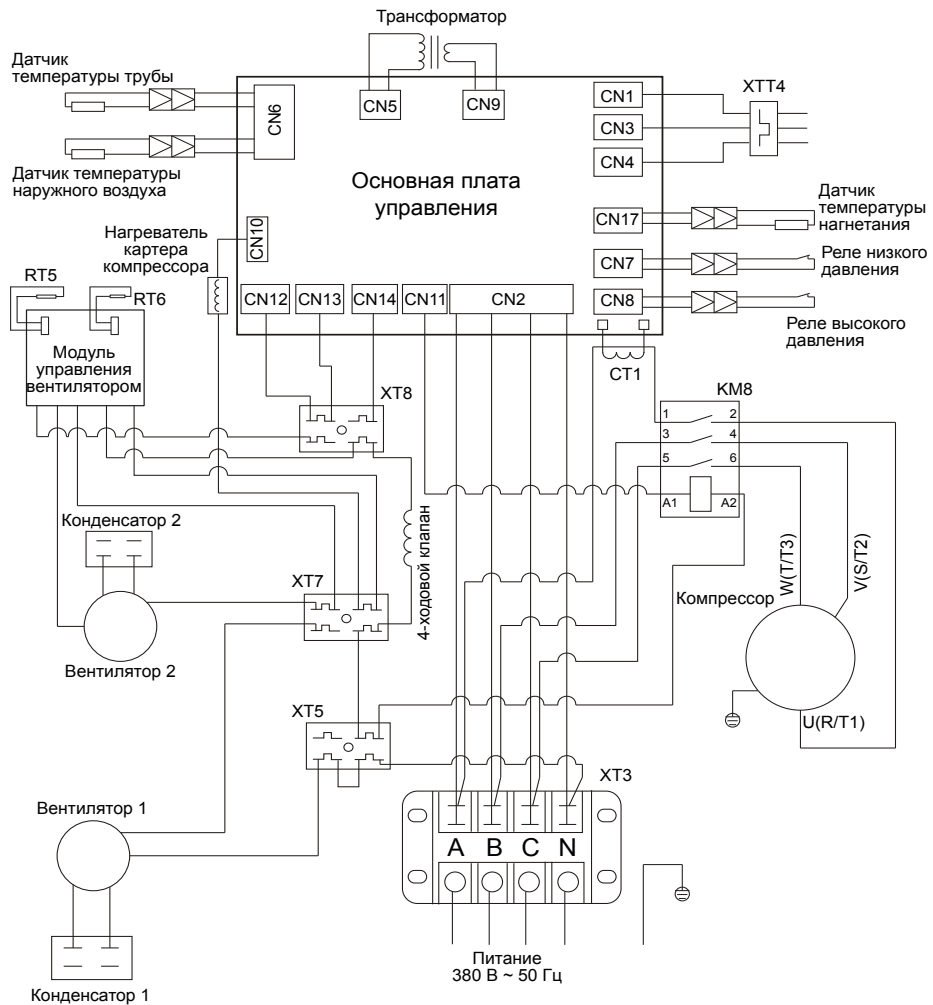 Трансформатор
Датчик
температуры трубы
CN6
CN5
CN9
CN1
XTT4
CN3
CN4
Датчик температуры
наружного воздуха
Основная плата
управления
Датчик
температуры
нагнетания
CN17
Нагреватель
картера
компрессора
CN10
CN7
Реле низкого
давления
RT5
RT6
CN12
CN13
CN14
CN11
CN2
CN8
Реле высокого
давления
Модуль
управления
вентилятором
CT1
XT8
KM8
1
2
3
4
5
6
A1
A2
Конденсатор 2
4-ходовой клапан
W(T/T3)
V(S/T2)
XT7
Компрессор
Вентилятор 2
XT5
U(R/T1)
XT3
Вентилятор 1
A
B
C
N
Питание
380 В ~ 50 Гц
Конденсатор 1